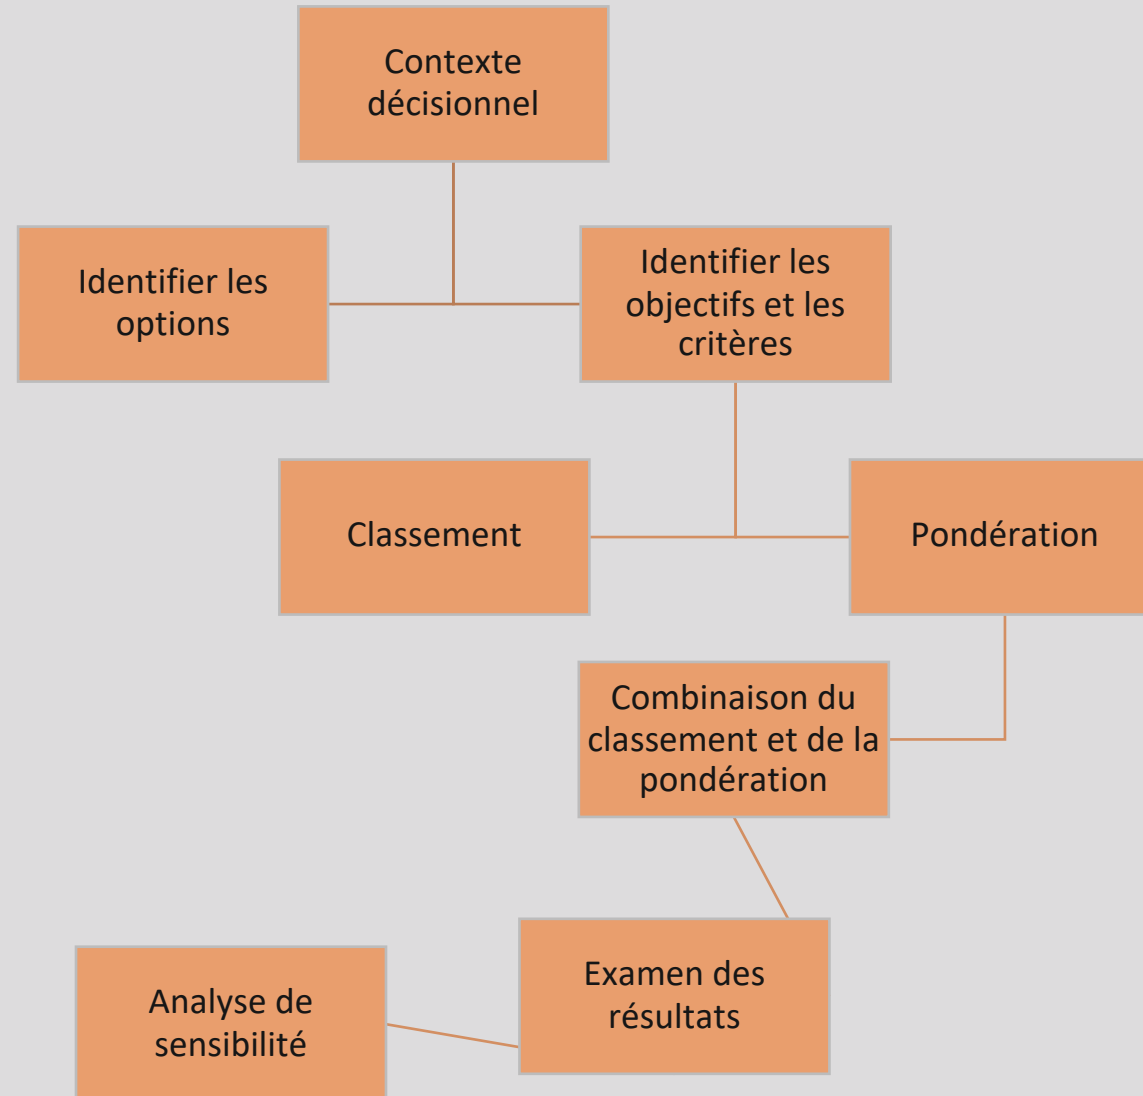 Contexte
décisionnel
Identifier les
options
Identifier les
objectifs et les
critères
Classement
Pondération
Combinaison du
classement et de la
pondération
Examen des
résultats
Analyse de
sensibilité